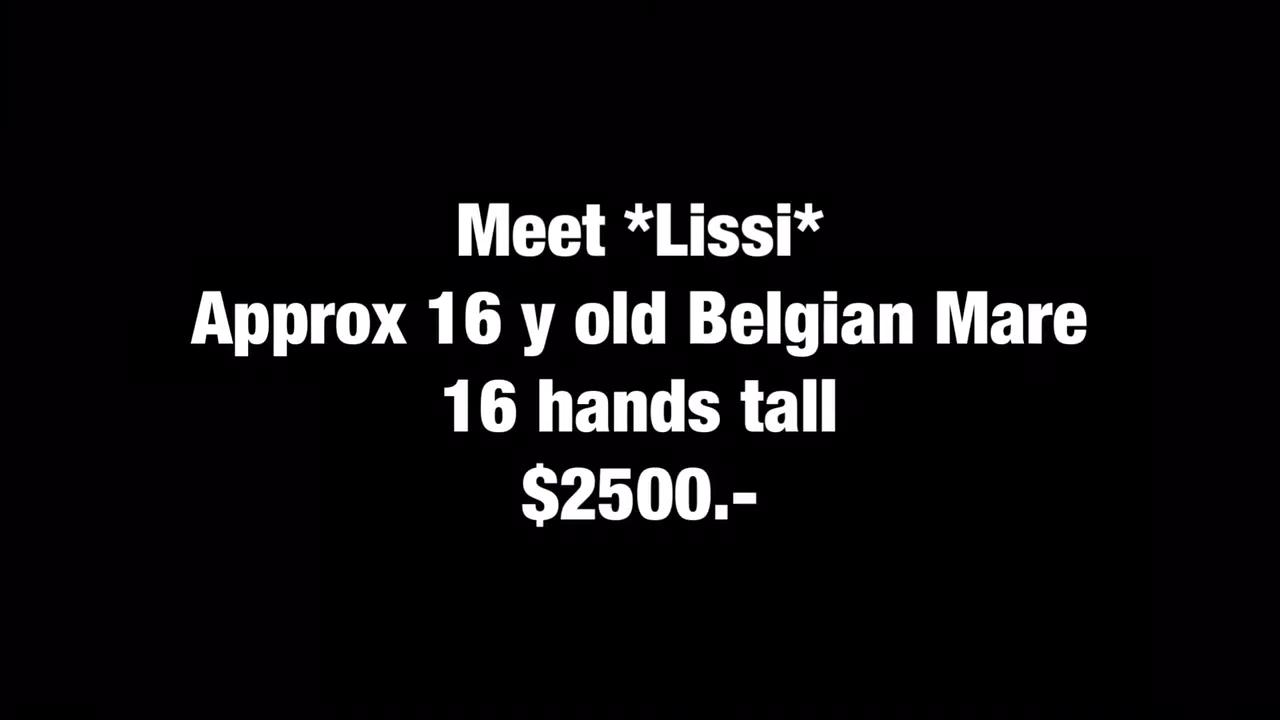 Meet *Lissi*
Approx 16 y old Belgian Mare
16 hands tall
$2500.-